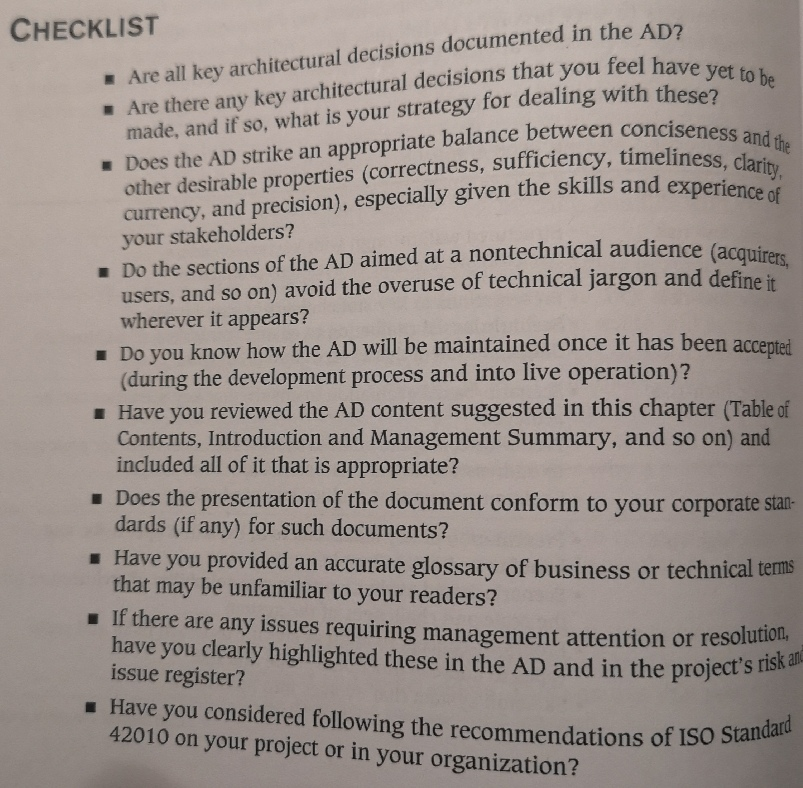 CHECKLIST
■ Are all key architectural decisions documented in the AD?
■ Are there any key architectural decisions that you feel have yet to be
made, and if so, what is your strategy for dealing with these?
■ Does the AD strike an appropriate balance between conciseness and the
other desirable properties (correctness, sufficiency, timeliness, clarity,
currency, and precision), especially given the skills and experience of
your stakeholders?
■ Do the sections of the AD aimed at a nontechnical audience (acquirers,
users, and so on) avoid the overuse of technical jargon and define it
wherever it appears?
■ Do you know how the AD will be maintained once it has been accepted
(during the development process and into live operation)?
■ Have you reviewed the AD content suggested in this chapter (Table of
Contents, Introduction and Management Summary, and so on) and
included all of it that is appropriate?
■ Does the presentation of the document conform to your corporate stan-
dards (if any) for such documents?
■ Have you provided an accurate glossary of business or technical terms
that may be unfamiliar to your readers?
■ If there are any issues requiring management attention or resolution,
have you clearly highlighted these in the AD and in the project's risk and
issue register?
■ Have you considered following the recommendations of ISO Standard
42010 on your project or in your organization?